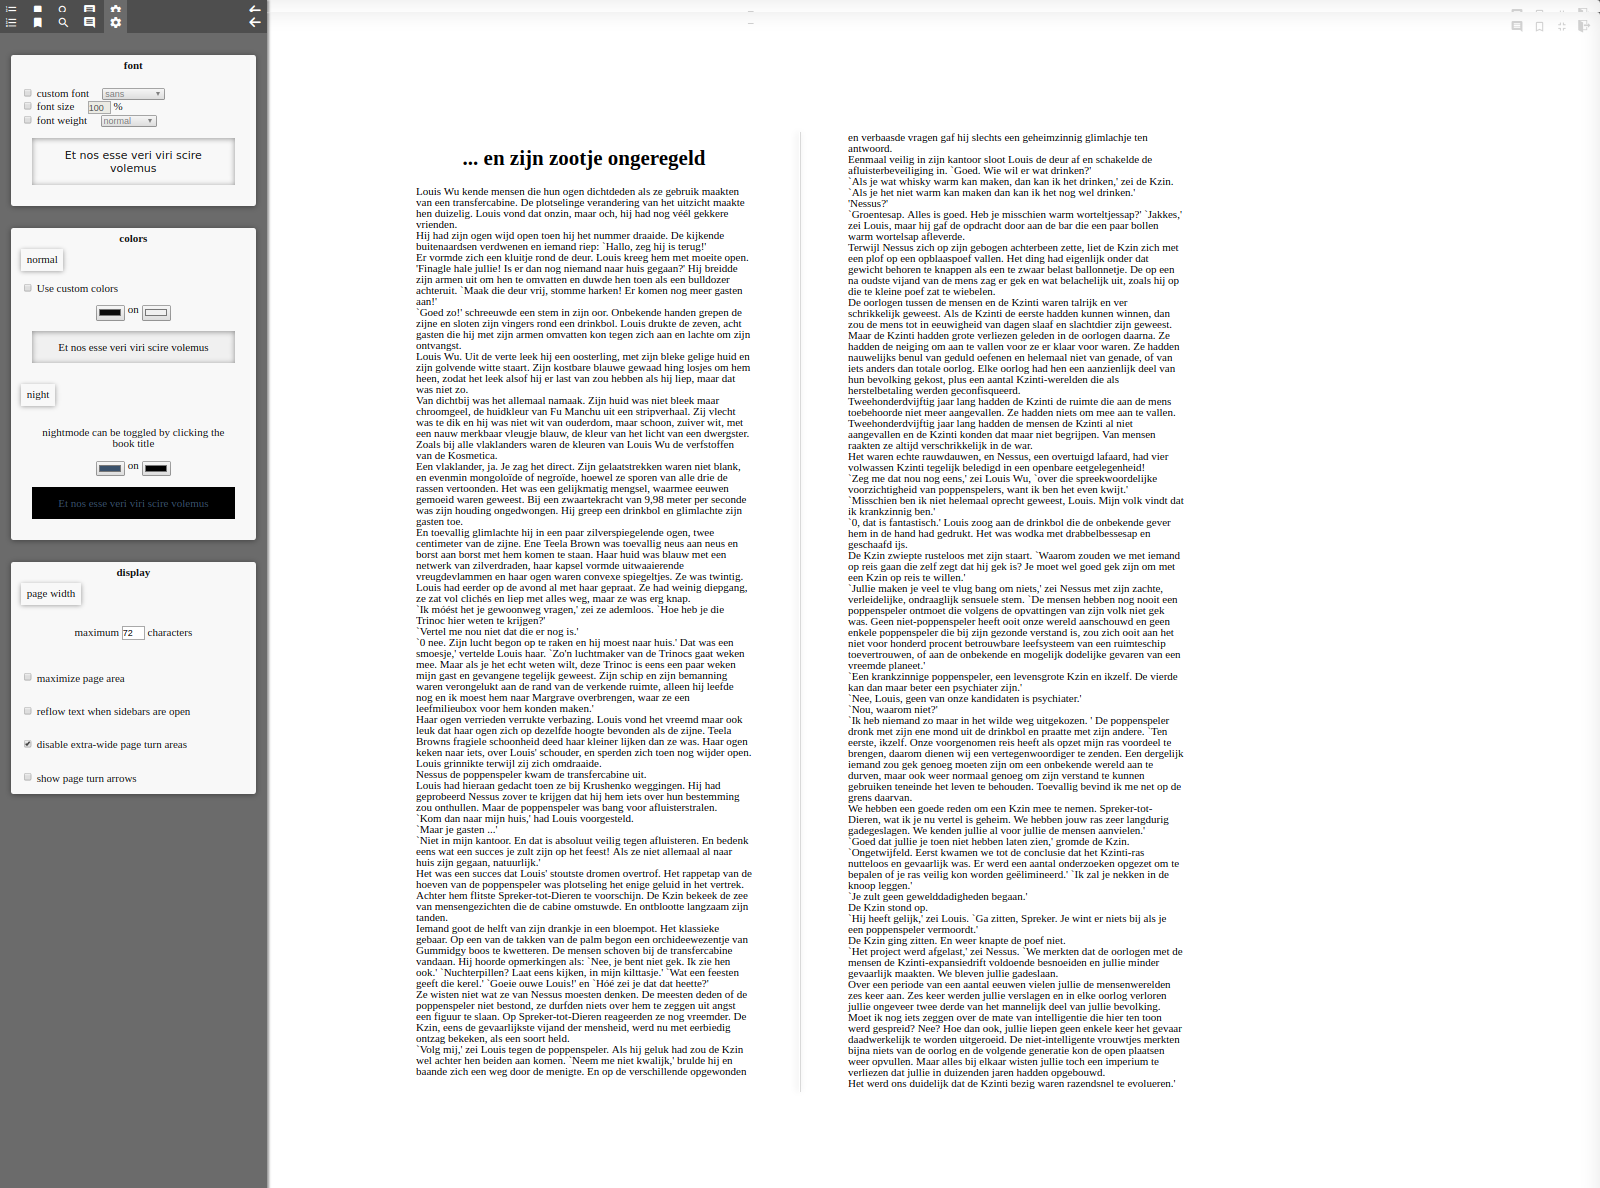 font
custom font sans
font size 100 %
font weight normal
Et nos esse veri viri scire
volemus
colors
normal
Use custom colors
on
Et nos esse veri viri scire volemus
night
nightmode can be toggled by clicking the
book title
on
Et nos esse veri viri scire volemus
display
page width
maximum 72 characters
maximize page area
reflow text when sidebars are open
disable extra-wide page turn areas
show page turn arrows
... en zijn zootje ongeregeld
Louis Wu kende mensen die hun ogen dichtdeden als ze gebruik maakten
van een transfercabine. De plotselinge verandering van het uitzicht maakte
hen duizelig. Louis vond dat onzin, maar och, hij had nog véél gekkere
vrienden.
Hij had zijn ogen wijd open toen hij het nummer draaide. De kijkende
buitenaardsen verdwenen en iemand riep: `Hallo, zeg hij is terug!'
Er vormde zich een kluitje rond de deur. Louis kreeg hem met moeite open.
'Finagle hale jullie! Is er dan nog niemand naar huis gegaan?' Hij breidde
zijn armen uit om hen te omvatten en duwde hen toen als een bulldozer
achteruit. `Maak die deur vrij, stomme harken! Er komen nog meer gasten
aan!'
`Goed zo!' schreeuwde een stem in zijn oor. Onbekende handen grepen de
zijne en sloten zijn vingers rond een drinkbol. Louis drukte de zeven, acht
gasten die hij met zijn armen omvatten kon tegen zich aan en lachte om zijn
ontvangst.
Louis Wu. Uit de verte leek hij een oosterling, met zijn bleke gelige huid en
zijn golvende witte staart. Zijn kostbare blauwe gewaad hing losjes om hem
heen, zodat het leek alsof hij er last van zou hebben als hij liep, maar dat
was niet zo.
Van dichtbij was het allemaal namaak. Zijn huid was niet bleek maar
chroomgeel, de huidkleur van Fu Manchu uit een stripverhaal. Zij vlecht
was te dik en hij was niet wit van ouderdom, maar schoon, zuiver wit, met
een nauw merkbaar vleugje blauw, de kleur van het licht van een dwergster.
Zoals bij alle vlaklanders waren de kleuren van Louis Wu de verfstoffen
van de Kosmetica.
Een vlaklander, ja. Je zag het direct. Zijn gelaatstrekken waren niet blank,
en evenmin mongoloïde of negroïde, hoewel ze sporen van alle drie de
rassen vertoonden. Het was een gelijkmatig mengsel, waarmee eeuwen
gemoeid waren geweest. Bij een zwaartekracht van 9,98 meter per seconde
was zijn houding ongedwongen. Hij greep een drinkbol en glimlachte zijn
gasten toe.
En toevallig glimlachte hij in een paar zilverspiegelende ogen, twee
centimeter van de zijne. Ene Teela Brown was toevallig neus aan neus en
borst aan borst met hem komen te staan. Haar huid was blauw met een
netwerk van zilverdraden, haar kapsel vormde uitwaaierende
vreugdevlammen en haar ogen waren convexe spiegeltjes. Ze was twintig.
Louis had eerder op de avond al met haar gepraat. Ze had weinig diepgang,
ze zat vol clichés en liep met alles weg, maar ze was erg knap.
`Ik móést het je gewoonweg vragen,' zei ze ademloos. `Hoe heb je die
Trinoc hier weten te krijgen?'
`Vertel me nou niet dat die er nog is.'
`0 nee. Zijn lucht begon op te raken en hij moest naar huis.' Dat was een
smoesje,' vertelde Louis haar. `Zo'n luchtmaker van de Trinocs gaat weken
mee. Maar als je het echt weten wilt, deze Trinoc is eens een paar weken
mijn gast en gevangene tegelijk geweest. Zijn schip en zijn bemanning
waren verongelukt aan de rand van de verkende ruimte, alleen hij leefde
nog en ik moest hem naar Margrave overbrengen, waar ze een
leefmilieubox voor hem konden maken.'
Haar ogen verrieden verrukte verbazing. Louis vond het vreemd maar ook
leuk dat haar ogen zich op dezelfde hoogte bevonden als de zijne. Teela
Browns fragiele schoonheid deed haar kleiner lijken dan ze was. Haar ogen
keken naar iets, over Louis' schouder, en sperden zich toen nog wijder open.
Louis grinnikte terwijl zij zich omdraaide.
Nessus de poppenspeler kwam de transfercabine uit.
Louis had hieraan gedacht toen ze bij Krushenko weggingen. Hij had
geprobeerd Nessus zover te krijgen dat hij hem iets over hun bestemming
zou onthullen. Maar de poppenspeler was bang voor afluisterstralen.
`Kom dan naar mijn huis,' had Louis voorgesteld.
`Maar je gasten ...'
`Niet in mijn kantoor. En dat is absoluut veilig tegen afluisteren. En bedenk
eens wat een succes je zult zijn op het feest! Als ze niet allemaal al naar
huis zijn gegaan, natuurlijk.'
Het was een succes dat Louis' stoutste dromen overtrof. Het rappetap van de
hoeven van de poppenspeler was plotseling het enige geluid in het vertrek.
Achter hem flitste Spreker-tot-Dieren te voorschijn. De Kzin bekeek de zee
van mensengezichten die de cabine omstuwde. En ontblootte langzaam zijn
tanden.
Iemand goot de helft van zijn drankje in een bloempot. Het klassieke
gebaar. Op een van de takken van de palm begon een orchideewezentje van
Gummidgy boos te kwetteren. De mensen schoven bij de transfercabine
vandaan. Hij hoorde opmerkingen als: `Nee, je bent niet gek. Ik zie hen
ook.' `Nuchterpillen? Laat eens kijken, in mijn kilttasje.' `Wat een feesten
geeft die kerel.' `Goeie ouwe Louis!' en `Hóé zei je dat dat heette?'
Ze wisten niet wat ze van Nessus moesten denken. De meesten deden of de
poppenspeler niet bestond, ze durfden niets over hem te zeggen uit angst
een figuur te slaan. Op Spreker-tot-Dieren reageerden ze nog vreemder. De
Kzin, eens de gevaarlijkste vijand der mensheid, werd nu met eerbiedig
ontzag bekeken, als een soort held.
`Volg mij,' zei Louis tegen de poppenspeler. Als hij geluk had zou de Kzin
wel achter hen beiden aan komen. `Neem me niet kwalijk,' brulde hij en
baande zich een weg door de menigte. En op de verschillende opgewonden
en verbaasde vragen gaf hij slechts een geheimzinnig glimlachje ten
antwoord.
Eenmaal veilig in zijn kantoor sloot Louis de deur af en schakelde de
afluisterbeveiliging in. `Goed. Wie wil er wat drinken?'
`Als je wat whisky warm kan maken, dan kan ik het drinken,' zei de Kzin.
`Als je het niet warm kan maken dan kan ik het nog wel drinken.'
'Nessus?'
`Groentesap. Alles is goed. Heb je misschien warm worteltjessap?' `Jakkes,'
zei Louis, maar hij gaf de opdracht door aan de bar die een paar bollen
warm wortelsap afleverde.
Terwijl Nessus zich op zijn gebogen achterbeen zette, liet de Kzin zich met
een plof op een opblaaspoef vallen. Het ding had eigenlijk onder dat
gewicht behoren te knappen als een te zwaar belast ballonnetje. De op een
na oudste vijand van de mens zag er gek en wat belachelijk uit, zoals hij op
die te kleine poef zat te wiebelen.
De oorlogen tussen de mensen en de Kzinti waren talrijk en ver
schrikkelijk geweest. Als de Kzinti de eerste hadden kunnen winnen, dan
zou de mens tot in eeuwigheid van dagen slaaf en slachtdier zijn geweest.
Maar de Kzinti hadden grote verliezen geleden in de oorlogen daarna. Ze
hadden de neiging om aan te vallen voor ze er klaar voor waren. Ze hadden
nauwelijks benul van geduld oefenen en helemaal niet van genade, of van
iets anders dan totale oorlog. Elke oorlog had hen een aanzienlijk deel van
hun bevolking gekost, plus een aantal Kzinti-werelden die als
herstelbetaling werden geconfisqueerd.
Tweehonderdvijftig jaar lang hadden de Kzinti de ruimte die aan de mens
toebehoorde niet meer aangevallen. Ze hadden niets om mee aan te vallen.
Tweehonderdvijftig jaar lang hadden de mensen de Kzinti al niet
aangevallen en de Kzinti konden dat maar niet begrijpen. Van mensen
raakten ze altijd verschrikkelijk in de war.
Het waren echte rauwdauwen, en Nessus, een overtuigd lafaard, had vier
volwassen Kzinti tegelijk beledigd in een openbare eetgelegenheid!
`Zeg me dat nou nog eens,' zei Louis Wu, `over die spreekwoordelijke
voorzichtigheid van poppenspelers, want ik ben het even kwijt.'
`Misschien ben ik niet helemaal oprecht geweest, Louis. Mijn volk vindt dat
ik krankzinnig ben.'
`0, dat is fantastisch.' Louis zoog aan de drinkbol die de onbekende gever
hem in de hand had gedrukt. Het was wodka met drabbelbessesap en
geschaafd ijs.
De Kzin zwiepte rusteloos met zijn staart. `Waarom zouden we met iemand
op reis gaan die zelf zegt dat hij gek is? Je moet wel goed gek zijn om met
een Kzin op reis te willen.'
`Jullie maken je veel te vlug bang om niets,' zei Nessus met zijn zachte,
verleidelijke, ondraaglijk sensuele stem. `De mensen hebben nog nooit een
poppenspeler ontmoet die volgens de opvattingen van zijn volk niet gek
was. Geen niet-poppenspeler heeft ooit onze wereld aanschouwd en geen
enkele poppenspeler die bij zijn gezonde verstand is, zou zich ooit aan het
niet voor honderd procent betrouwbare leefsysteem van een ruimteschip
toevertrouwen, of aan de onbekende en mogelijk dodelijke gevaren van een
vreemde planeet.'
`Een krankzinnige poppenspeler, een levensgrote Kzin en ikzelf. De vierde
kan dan maar beter een psychiater zijn.'
`Nee, Louis, geen van onze kandidaten is psychiater.'
`Nou, waarom niet?'
`Ik heb niemand zo maar in het wilde weg uitgekozen. ' De poppenspeler
dronk met zijn ene mond uit de drinkbol en praatte met zijn andere. `Ten
eerste, ikzelf. Onze voorgenomen reis heeft als opzet mijn ras voordeel te
brengen, daarom dienen wij een vertegenwoordiger te zenden. Een dergelijk
iemand zou gek genoeg moeten zijn om een onbekende wereld aan te
durven, maar ook weer normaal genoeg om zijn verstand te kunnen
gebruiken teneinde het leven te behouden. Toevallig bevind ik me net op de
grens daarvan.
We hebben een goede reden om een Kzin mee te nemen. Spreker-tot-
Dieren, wat ik je nu vertel is geheim. We hebben jouw ras zeer langdurig
gadegeslagen. We kenden jullie al voor jullie de mensen aanvielen.'
`Goed dat jullie je toen niet hebben laten zien,' gromde de Kzin.
`Ongetwijfeld. Eerst kwamen we tot de conclusie dat het Kzinti-ras
nutteloos en gevaarlijk was. Er werd een aantal onderzoeken opgezet om te
bepalen of je ras veilig kon worden geëlimineerd.' `Ik zal je nekken in de
knoop leggen.'
`Je zult geen gewelddadigheden begaan.'
De Kzin stond op.
`Hij heeft gelijk,' zei Louis. `Ga zitten, Spreker. Je wint er niets bij als je
een poppenspeler vermoordt.'
De Kzin ging zitten. En weer knapte de poef niet.
`Het project werd afgelast,' zei Nessus. `We merkten dat de oorlogen met de
mensen de Kzinti-expansiedrift voldoende besnoeiden en jullie minder
gevaarlijk maakten. We bleven jullie gadeslaan.
Over een periode van een aantal eeuwen vielen jullie de mensenwerelden
zes keer aan. Zes keer werden jullie verslagen en in elke oorlog verloren
jullie ongeveer twee derde van het mannelijk deel van jullie bevolking.
Moet ik nog iets zeggen over de mate van intelligentie die hier ten toon
werd gespreid? Nee? Hoe dan ook, jullie liepen geen enkele keer het gevaar
daadwerkelijk te worden uitgeroeid. De niet-intelligente vrouwtjes merkten
bijna niets van de oorlog en de volgende generatie kon de open plaatsen
weer opvullen. Maar alles bij elkaar wisten jullie toch een imperium te
verliezen dat jullie in duizenden jaren hadden opgebouwd.
Het werd ons duidelijk dat de Kzinti bezig waren razendsnel te evolueren.'